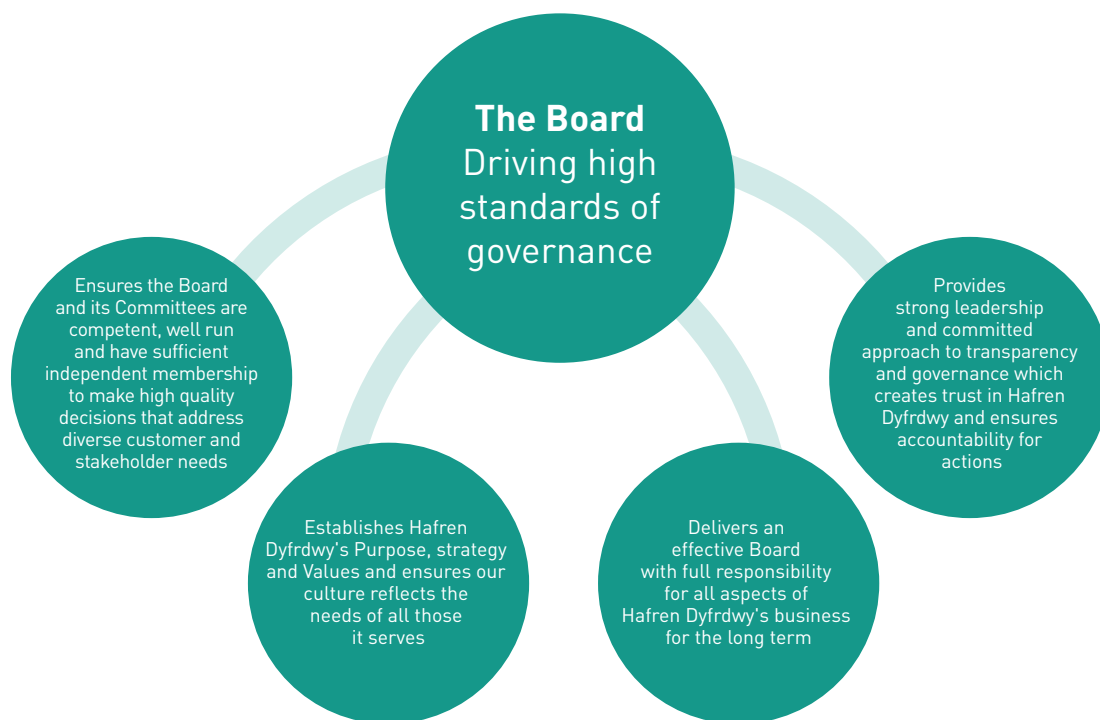 The Board
Driving high
standards of
governance
Ensures the Board
and its Committees are
competent, well run
and have sufficient
independent membership
to make high quality
decisions that address
diverse customer and
stakeholder needs
Establishes Hafren
Dyfrdwy's Purpose, strategy
and Values and ensures our
culture reflects the
needs of all those
it serves
Delivers an
effective Board
with full responsibility
for all aspects of
Hafren Dyfrdwy's business
for the long term
Provides
strong leadership
and committed
approach to transparency
and governance which
creates trust in Hafren
Dyfrdwy and ensures
accountability for
actions